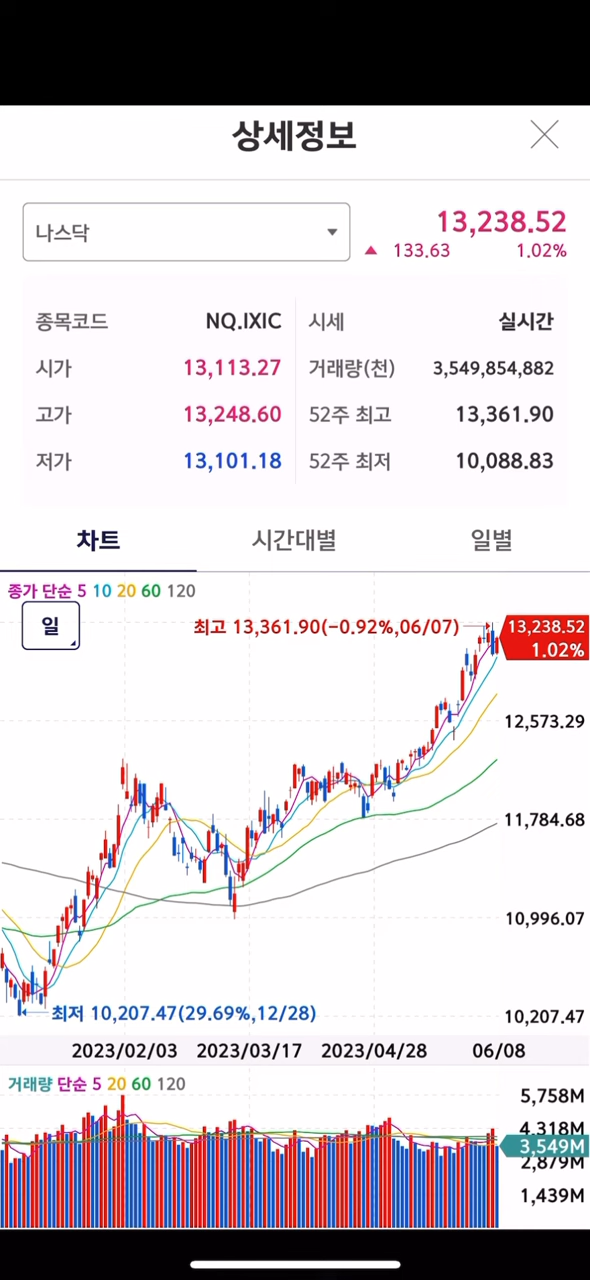 상세정보
나스닥
13,238.52
▲ 133.63 1.02%
종목코드 NQ.IXIC 시세 실시간
시가 13,113.27 거래량(천) 3,549,854,882
고가 13,248.60 52주 최고 13,361.90
저가 13,101.18 52주 최저 10,088.83
차트 시간대별 일별
종가 단순 5 10 20 60 120
일
최고 13,361.90(-0.92%,06/07)
13,238.52
1.02%
12,573.29
11,784.68
10,996.07
최저 10,207.47(29.69%,12/28)
10,207.47
2023/02/03 2023/03/17 2023/04/28 06/08
거래량 단순 5 20 60 120
5,758M
4,318M
3,549M
2,879M
1,439M